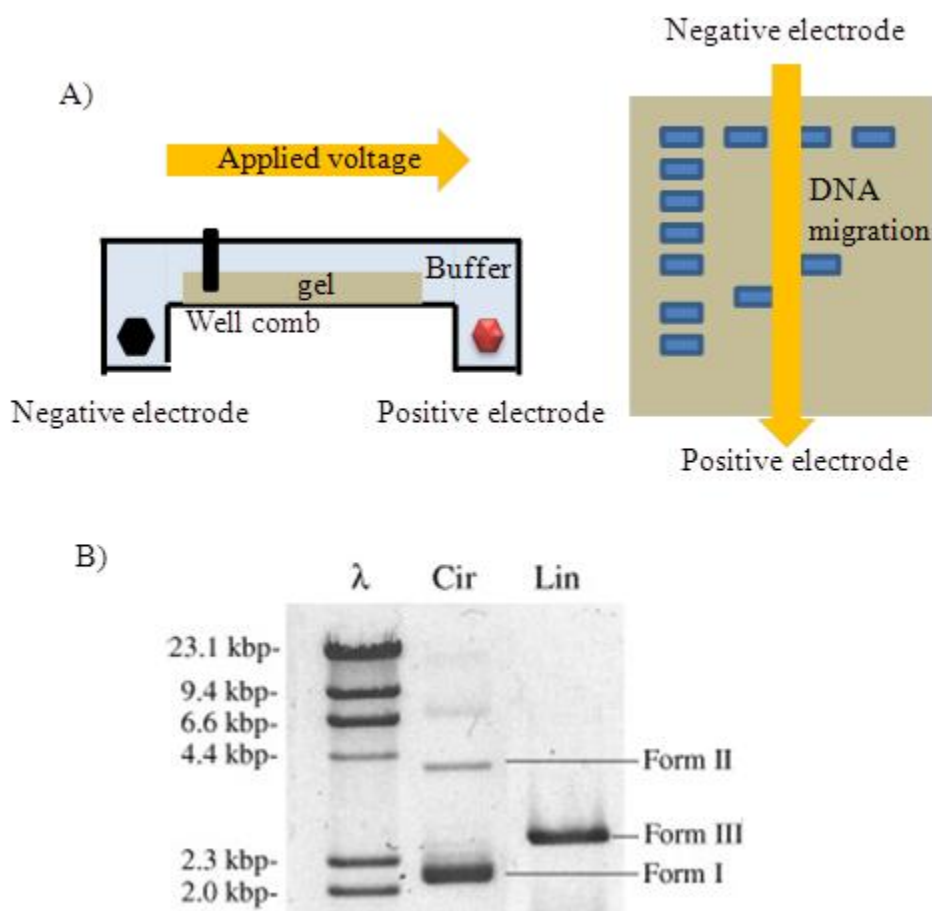 Negative electrode
A)
Applied voltage
DNA
migration
Buffer
gel
Well comb
Negative electrode
Positive electrode
Positive electrode
B)
λ Cir Lin
23.1 kbp-
9.4 kbp-
6.6 kbp-
4.4 kbp-
Form II
Form III
2.3 kbp-
Form I
2.0 kbp-